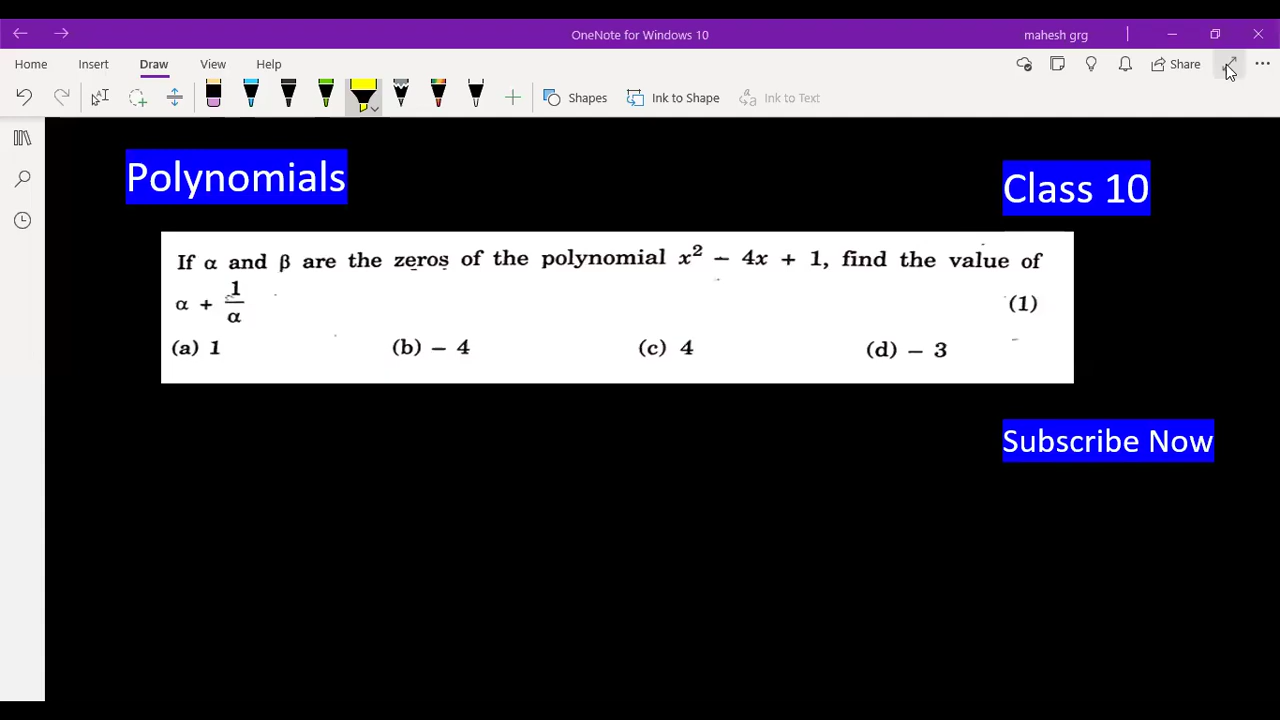 OneNote for Windows 10
mahesh grg
Home Insert Draw View Help
Share
Shapes Ink to Shape Ink to Text
Polynomials
Class 10
If α and β are the zeros of the polynomial x² − 4x + 1, find the value of
α + 1/α (1)
(a) 1 (b) − 4 (c) 4 (d) − 3
Subscribe Now